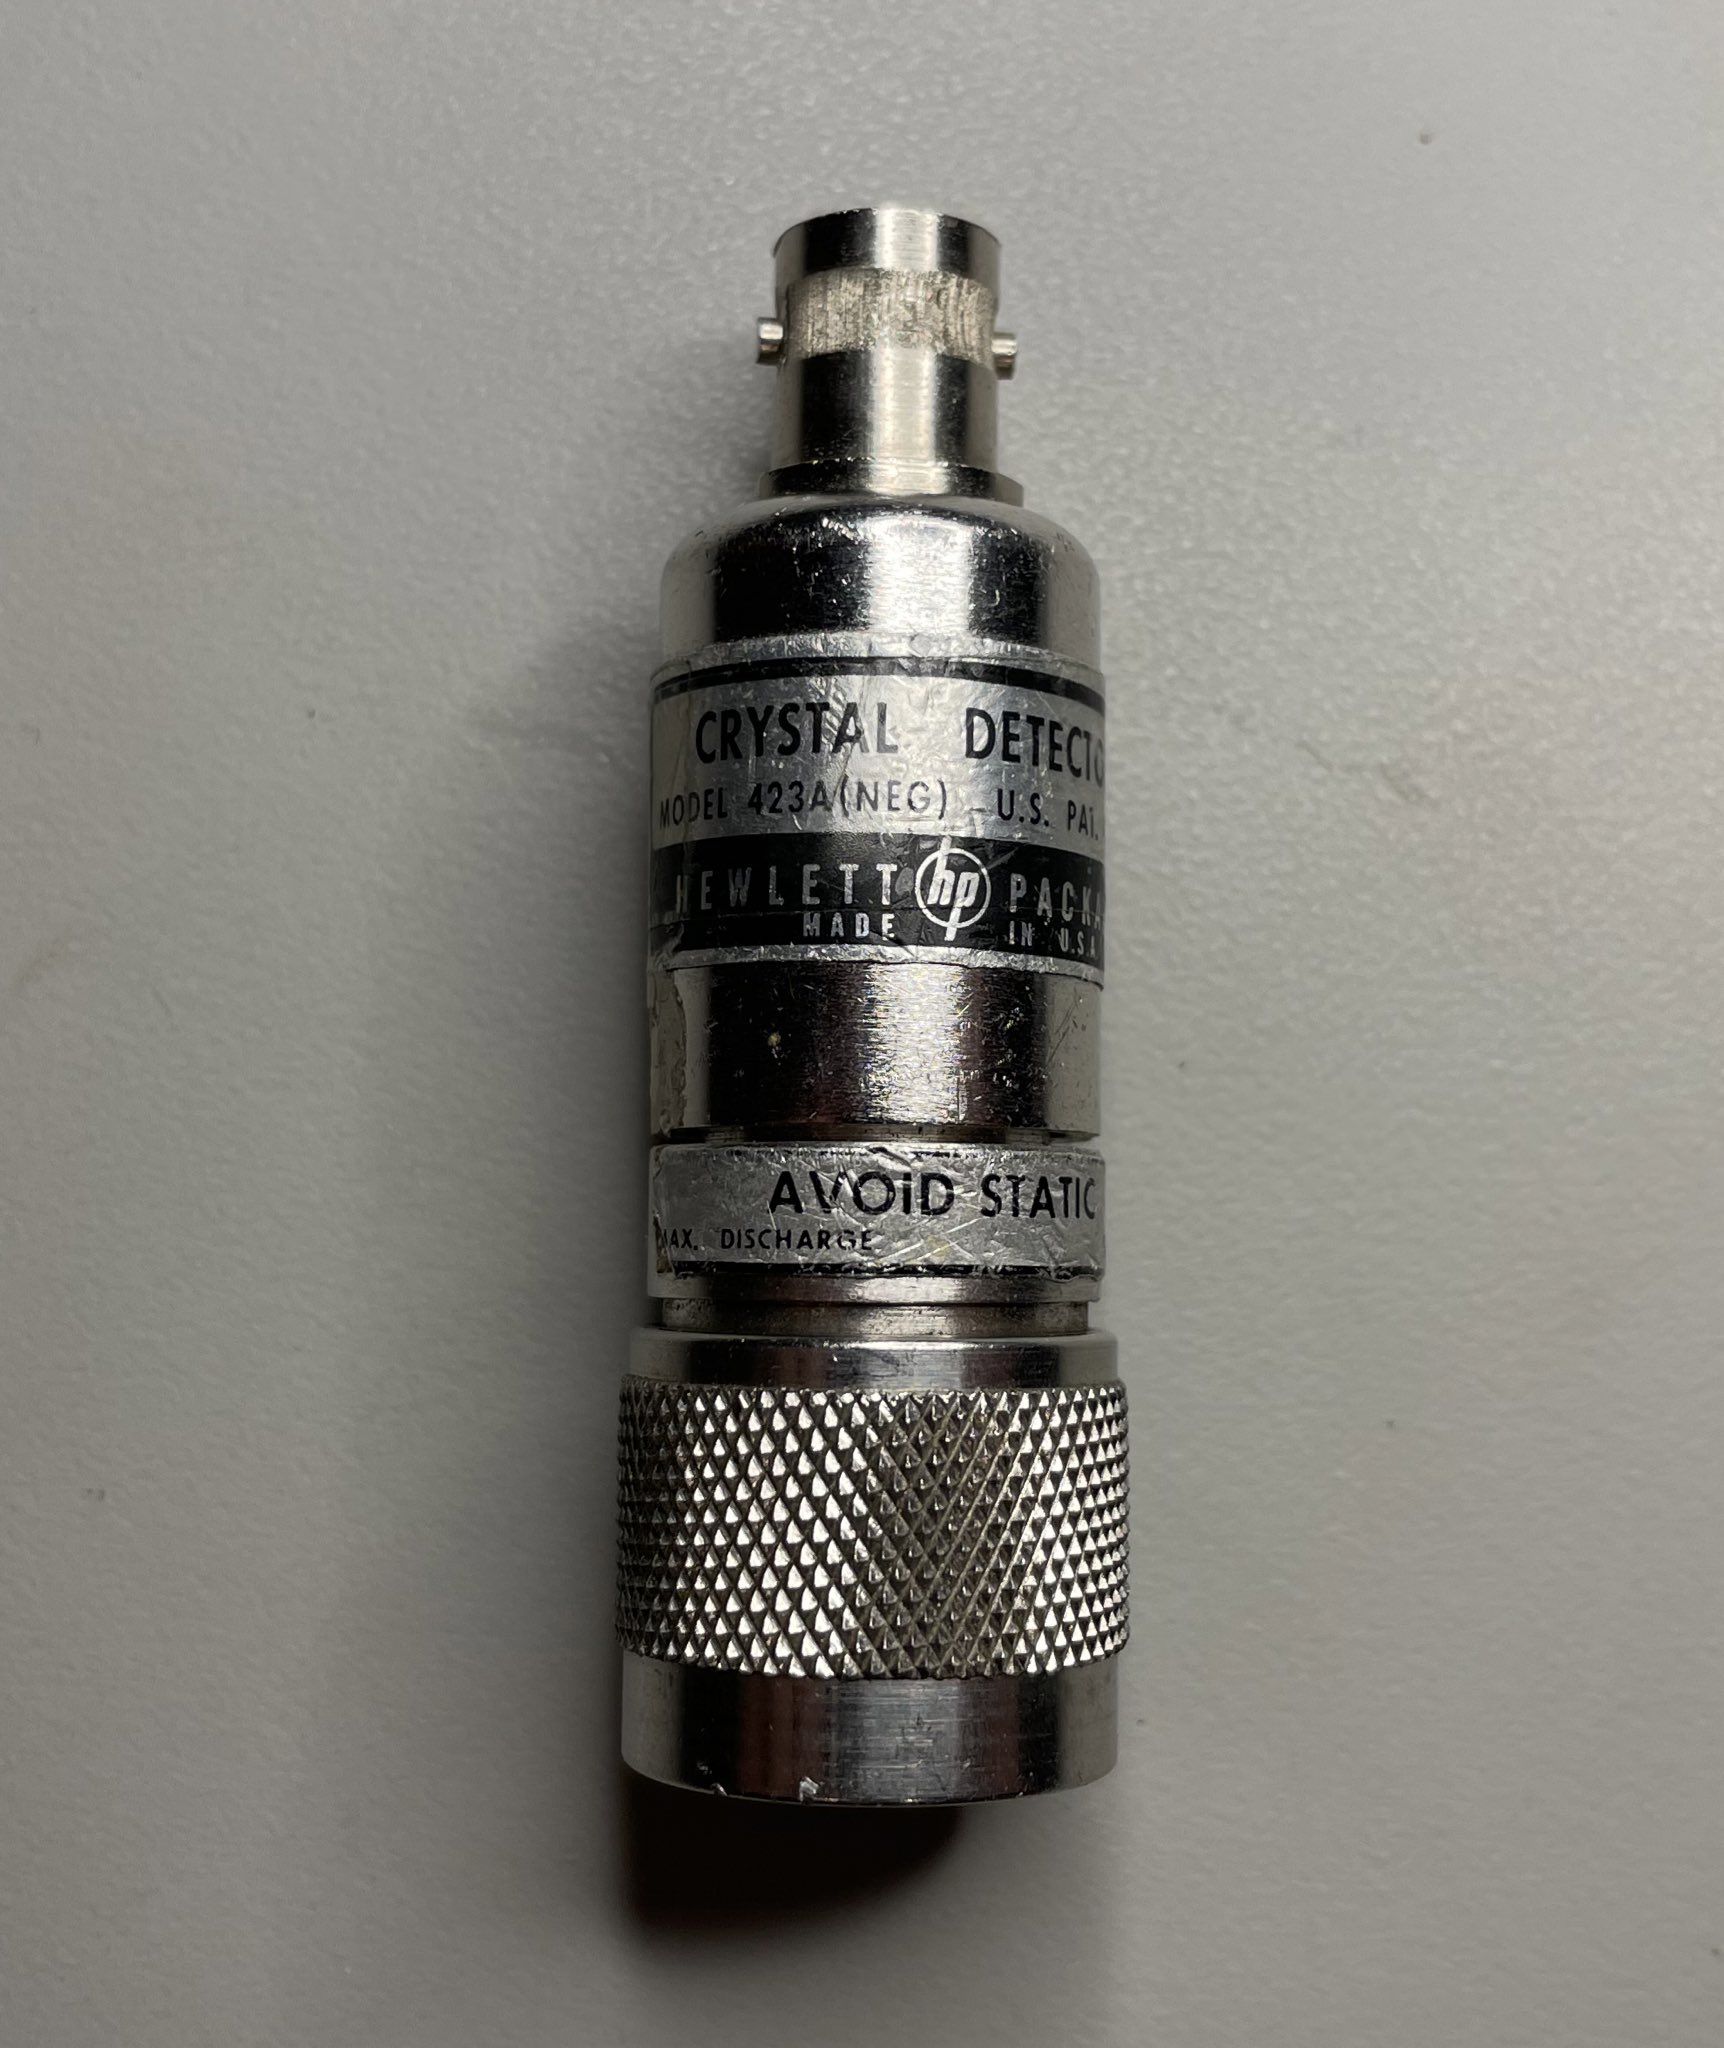 CRYSTAL DETECTO
MODEL 423A(NEG) U.S. PAT.
HEWLETT hp PACKA
MADE IN U.S.A.
AVOiD STATIC
MAX. DISCHARGE